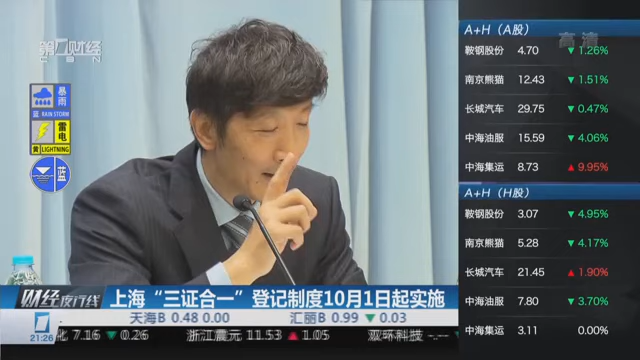 第一财经
CBN
高清
暴雨
蓝 RAIN STORM
雷电
黄 LIGHTNING
蓝
A+H（A股）
鞍钢股份 4.70 ▼1.26%
南京熊猫 12.43 ▼1.51%
长城汽车 29.75 ▼0.47%
中海油服 15.59 ▼4.06%
中海集运 8.73 ▲9.95%
A+H（H股）
鞍钢股份 3.07 ▼4.95%
南京熊猫 5.28 ▼4.17%
长城汽车 21.45 ▲1.90%
中海油服 7.80 ▼3.70%
中海集运 3.11 0.00%
财经夜行线
上海“三证合一”登记制度10月1日起实施
天海B 0.48 0.00 汇丽B 0.99 ▼0.03
21:26
化 7.16 ▼0.26 浙江震元 11.53 ▲1.05 双环科技 -.--